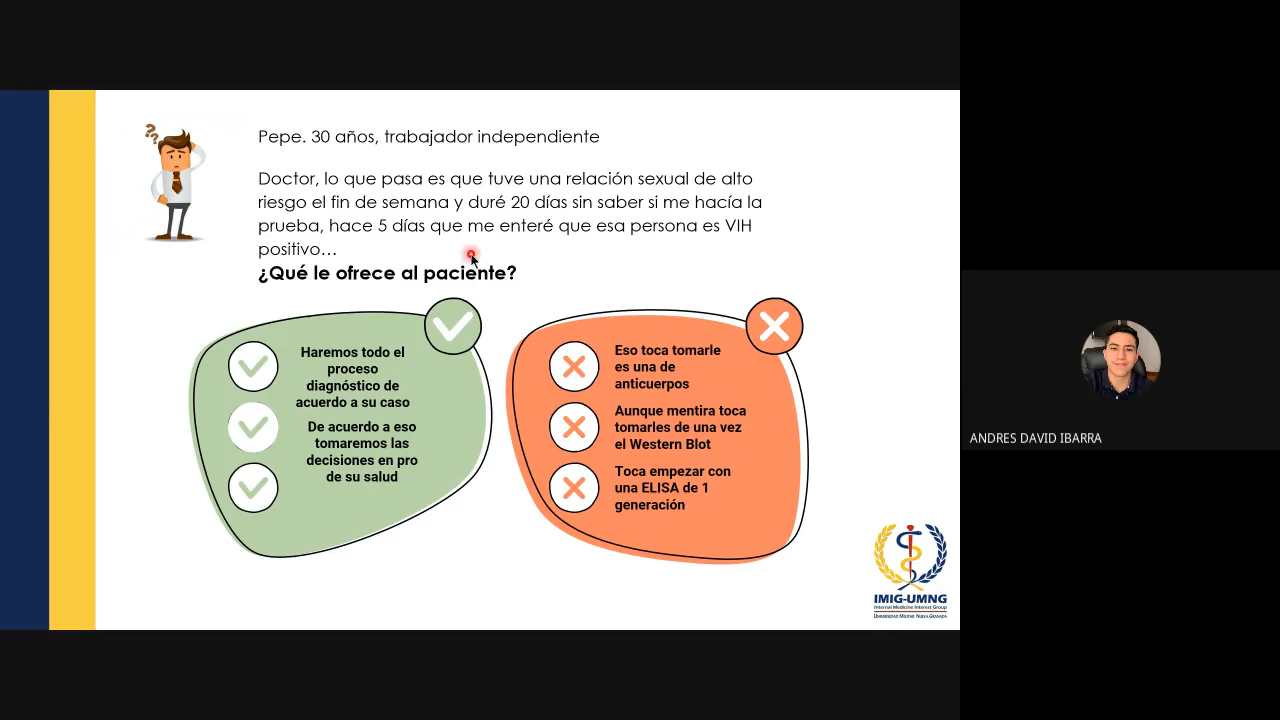 Pepe. 30 años, trabajador independiente
Doctor, lo que pasa es que tuve una relación sexual de alto
riesgo el fin de semana y duré 20 días sin saber si me hacía la
prueba, hace 5 días que me enteré que esa persona es VIH
positivo…
¿Qué le ofrece al paciente?
Haremos todo el
proceso
diagnóstico de
acuerdo a su caso
De acuerdo a eso
tomaremos las
decisiones en pro
de su salud
Eso toca tomarle
es una de
anticuerpos
Aunque mentira toca
tomarles de una vez
el Western Blot
Toca empezar con
una ELISA de 1
generación
IMIG-UMNG
Internal Medicine Interest Group
Universidad Militar Nueva Granada
ANDRES DAVID IBARRA